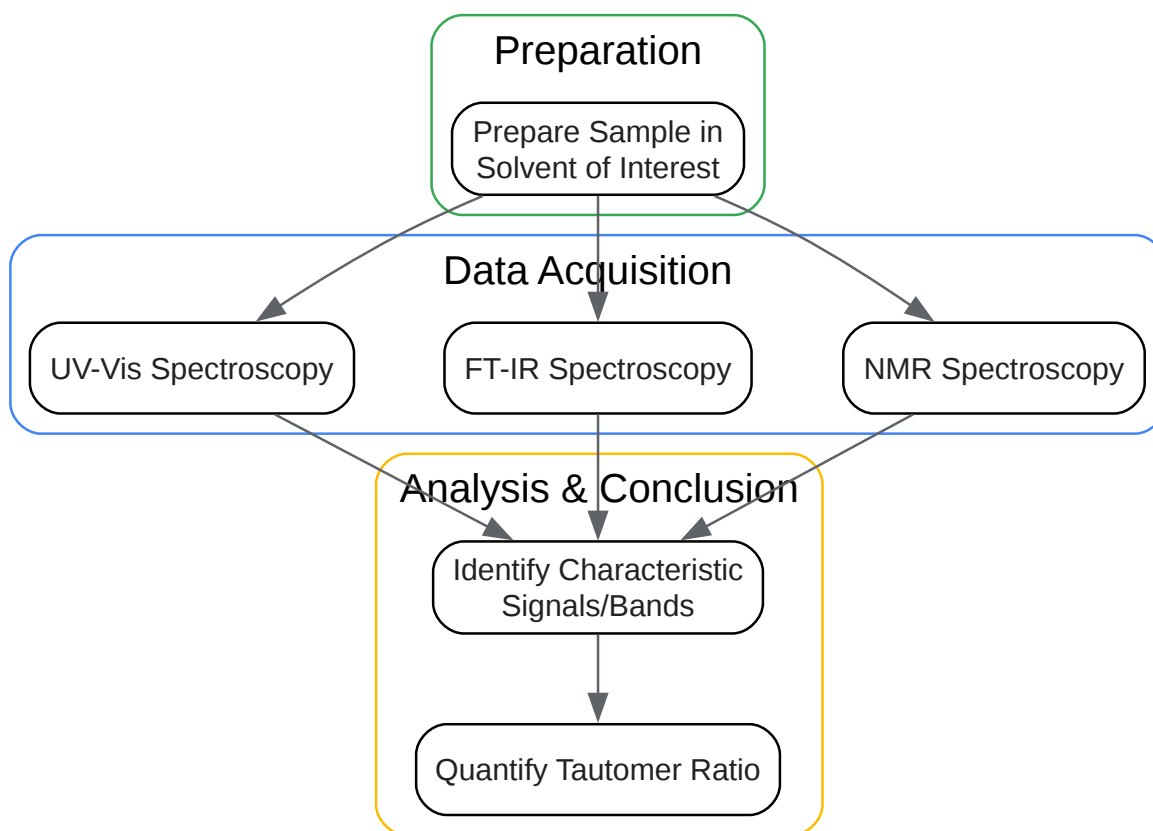 Preparation
Prepare Sample in
Solvent of Interest
Data Acquisition
UV-Vis Spectroscopy
FT-IR Spectroscopy
NMR Spectroscopy
Analysis & Conclusion
Identify Characteristic
Signals/Bands
Quantify Tautomer Ratio